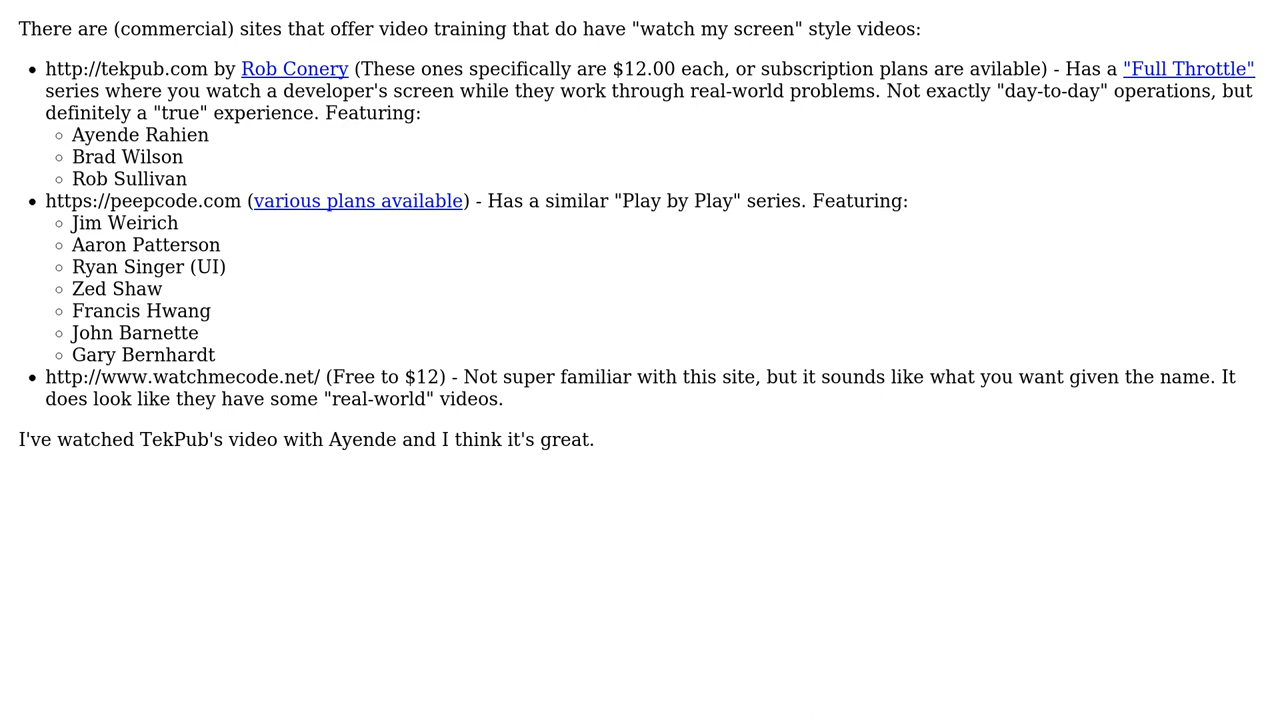 There are (commercial) sites that offer video training that do have "watch my screen" style videos:
• http://tekpub.com by Rob Conery (These ones specifically are $12.00 each, or subscription plans are avilable) - Has a "Full Throttle"
series where you watch a developer's screen while they work through real-world problems. Not exactly "day-to-day" operations, but
definitely a "true" experience. Featuring:
◦ Ayende Rahien
◦ Brad Wilson
◦ Rob Sullivan
• https://peepcode.com (various plans available) - Has a similar "Play by Play" series. Featuring:
◦ Jim Weirich
◦ Aaron Patterson
◦ Ryan Singer (UI)
◦ Zed Shaw
◦ Francis Hwang
◦ John Barnette
◦ Gary Bernhardt
• http://www.watchmecode.net/ (Free to $12) - Not super familiar with this site, but it sounds like what you want given the name. It
does look like they have some "real-world" videos.
I've watched TekPub's video with Ayende and I think it's great.